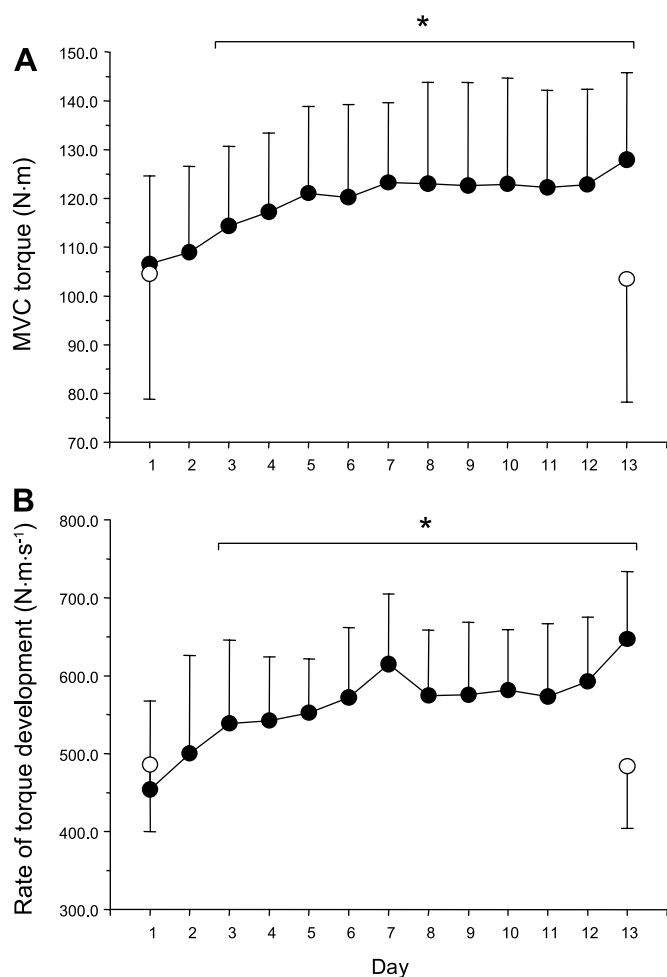 *
A
MVC torque (N·m)
150.0
140.0
130.0
120.0
110.0
100.0
90.0
80.0
70.0
1 2 3 4 5 6 7 8 9 10 11 12 13
B
*
Rate of torque development (N·m·s⁻¹)
800.0
700.0
600.0
500.0
400.0
300.0
1 2 3 4 5 6 7 8 9 10 11 12 13
Day